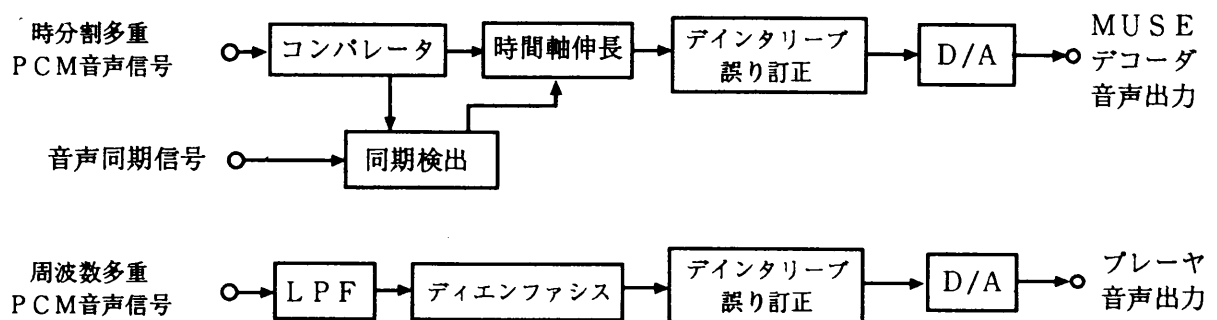 時分割多重
PCM音声信号
コンパレータ
時間軸伸長
デインタリーブ
誤り訂正
D/A
MUSE
デコーダ
音声出力
音声同期信号
同期検出
周波数多重
PCM音声信号
LPF
ディエンファシス
デインタリーブ
誤り訂正
D/A
プレーヤ
音声出力